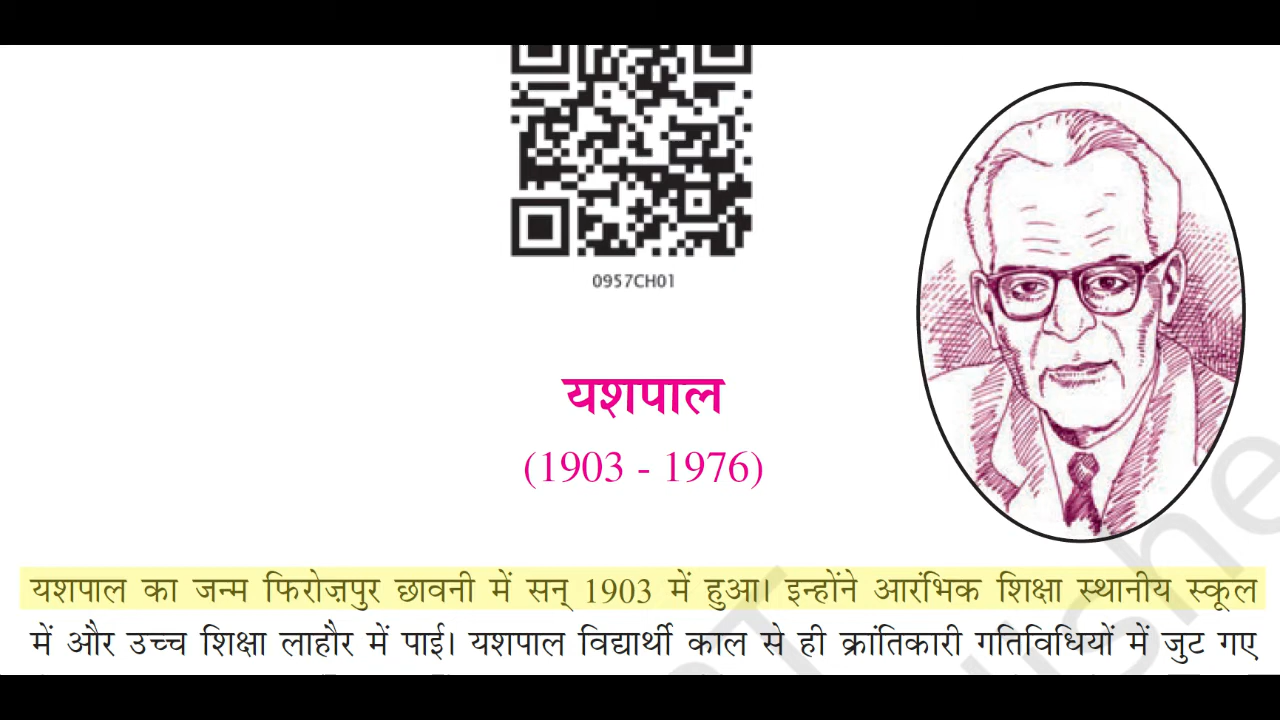 0957CH01
यशपाल
(1903 - 1976)
यशपाल का जन्म फिरोज़पुर छावनी में सन् 1903 में हुआ। इन्होंने आरंभिक शिक्षा स्थानीय स्कूल
में और उच्च शिक्षा लाहौर में पाई। यशपाल विद्यार्थी काल से ही क्रांतिकारी गतिविधियों में जुट गए